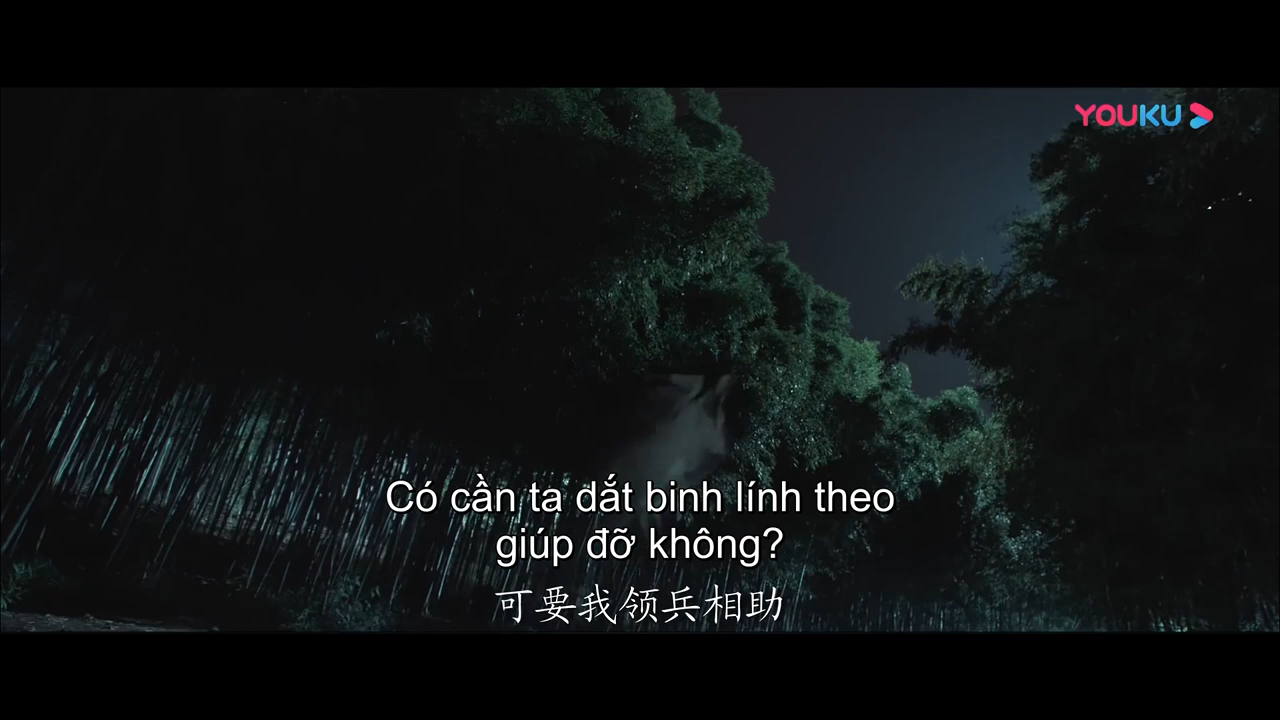 YOUKU
Có cần ta dắt binh lính theo
giúp đỡ không?
可要我领兵相助